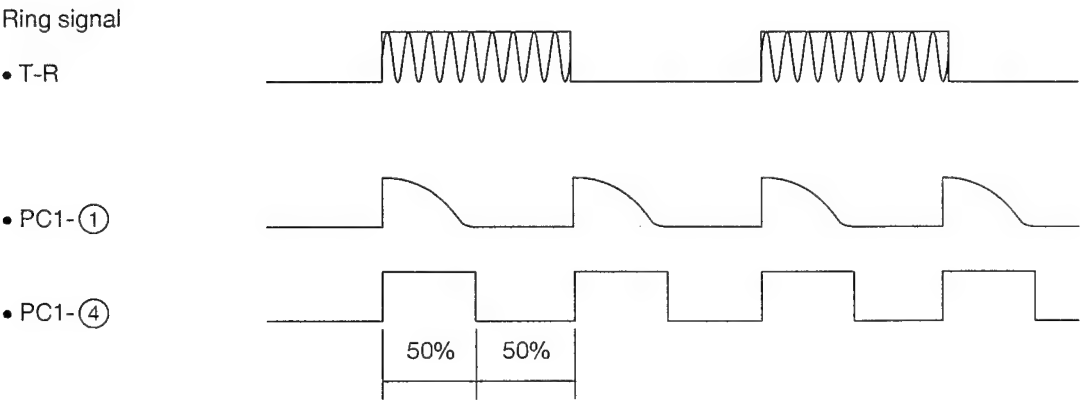 Ring signal
• T-R
• PC1-①
• PC1-④
50% 50%